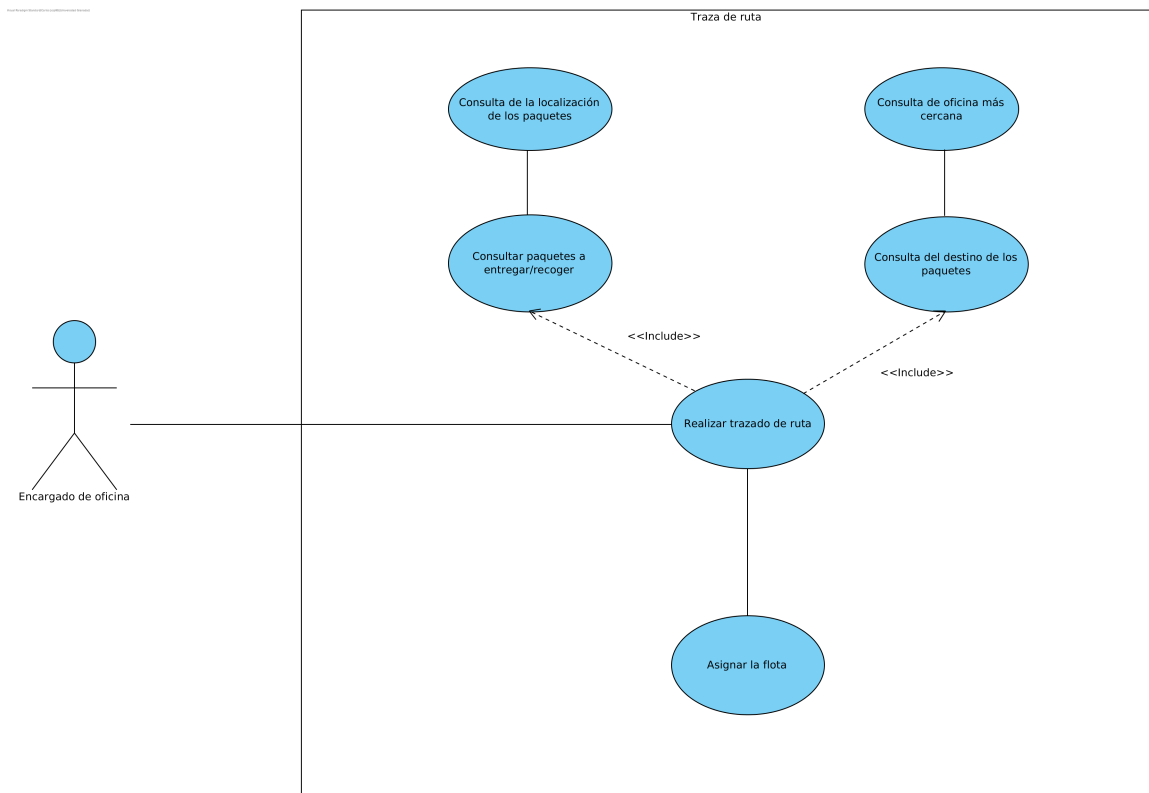 Traza de ruta
Consulta de la localización
de los paquetes
Consulta de oficina más
cercana
Consultar paquetes a
entregar/recoger
Consulta del destino de los
paquetes
<<Include>>
<<Include>>
Realizar trazado de ruta
Encargado de oficina
Asignar la flota